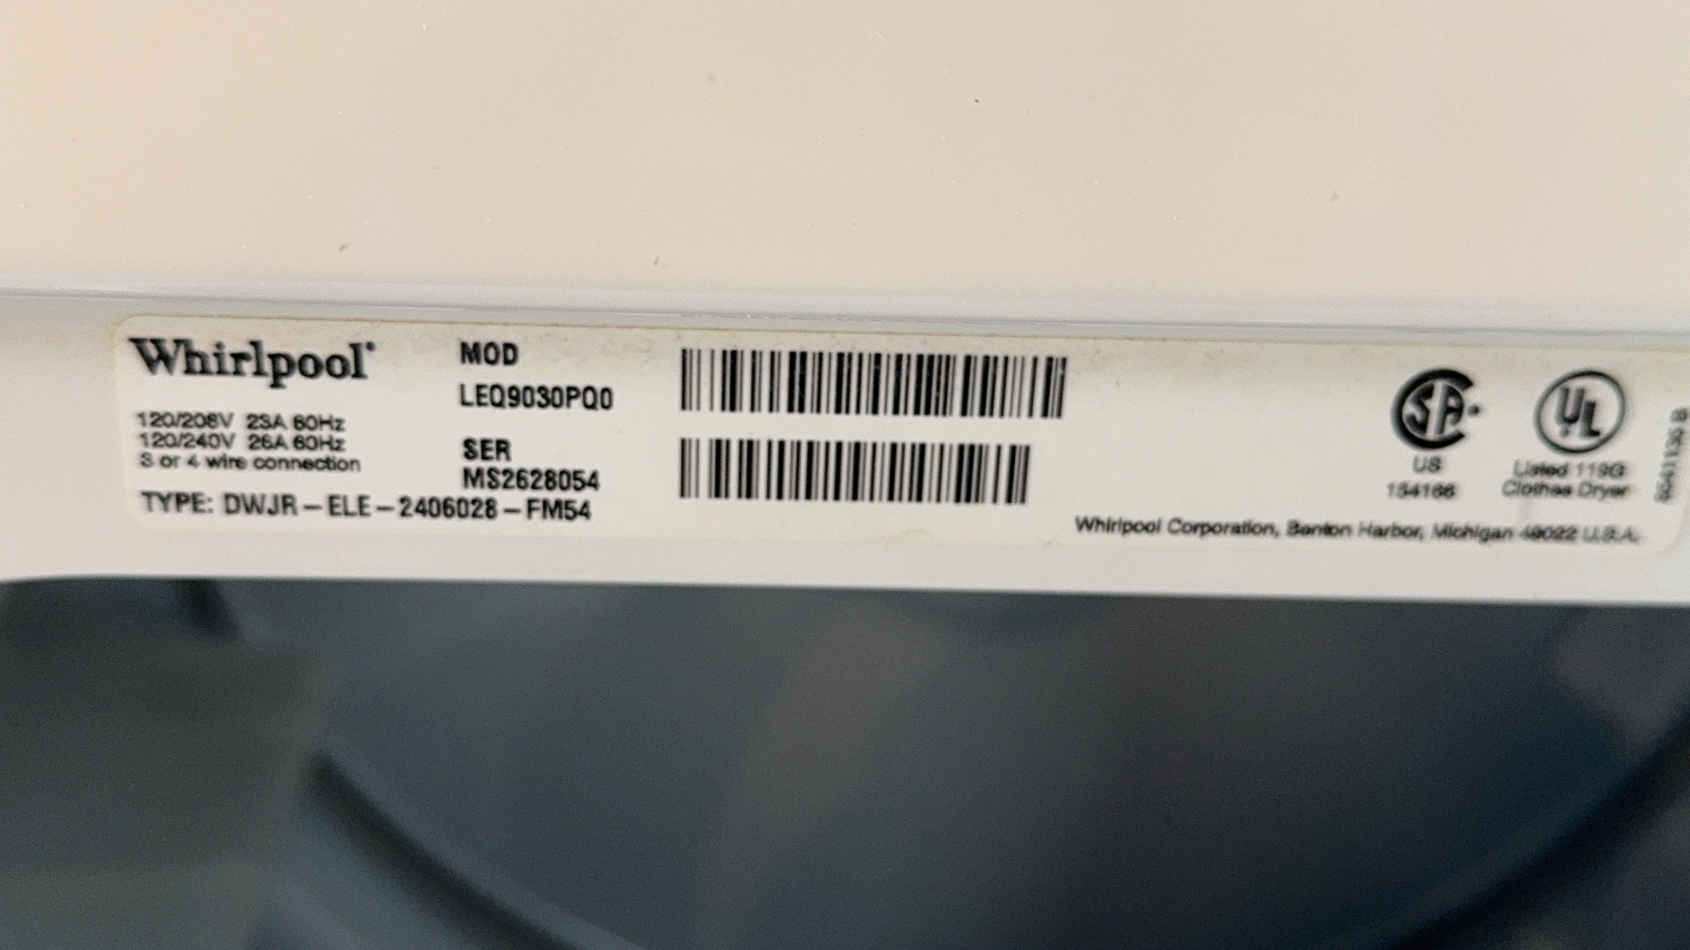 Whirlpool
120/208V 23A 60Hz
120/240V 26A 60Hz
3 or 4 wire connection
TYPE: DWJR-ELE-2406028-FM54
MOD
LEQ9030PQ0
SER
MS2628054
US
154166
UL
Listed 119G
Clothes Dryer
Whirlpool Corporation, Benton Harbor, Michigan 49022 U.S.A.